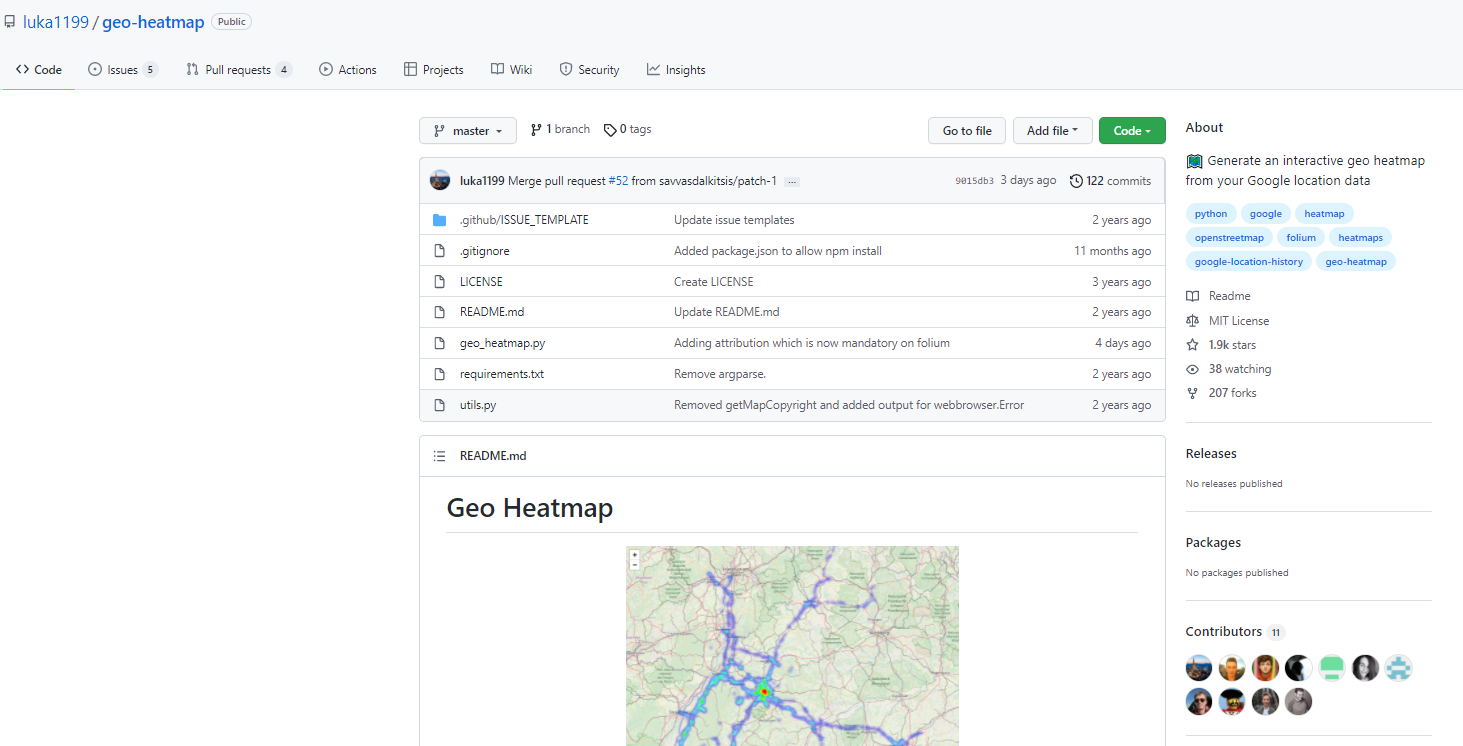 luka1199 / geo-heatmap Public
Code Issues 5 Pull requests 4 Actions Projects Wiki Security Insights
master 1 branch 0 tags Go to file Add file Code
luka1199 Merge pull request #52 from savvasdalkitsis/patch-1 ... 9015db3 3 days ago 122 commits
.github/ISSUE_TEMPLATE Update issue templates 2 years ago
.gitignore Added package.json to allow npm install 11 months ago
LICENSE Create LICENSE 3 years ago
README.md Update README.md 2 years ago
geo_heatmap.py Adding attribution which is now mandatory on folium 4 days ago
requirements.txt Remove argparse. 2 years ago
utils.py Removed getMapCopyright and added output for webbrowser.Error 2 years ago
README.md
Geo Heatmap
+
-
About
Generate an interactive geo heatmap
from your Google location data
python google heatmap
openstreetmap folium heatmaps
google-location-history geo-heatmap
Readme
MIT License
1.9k stars
38 watching
207 forks
Releases
No releases published
Packages
No packages published
Contributors 11